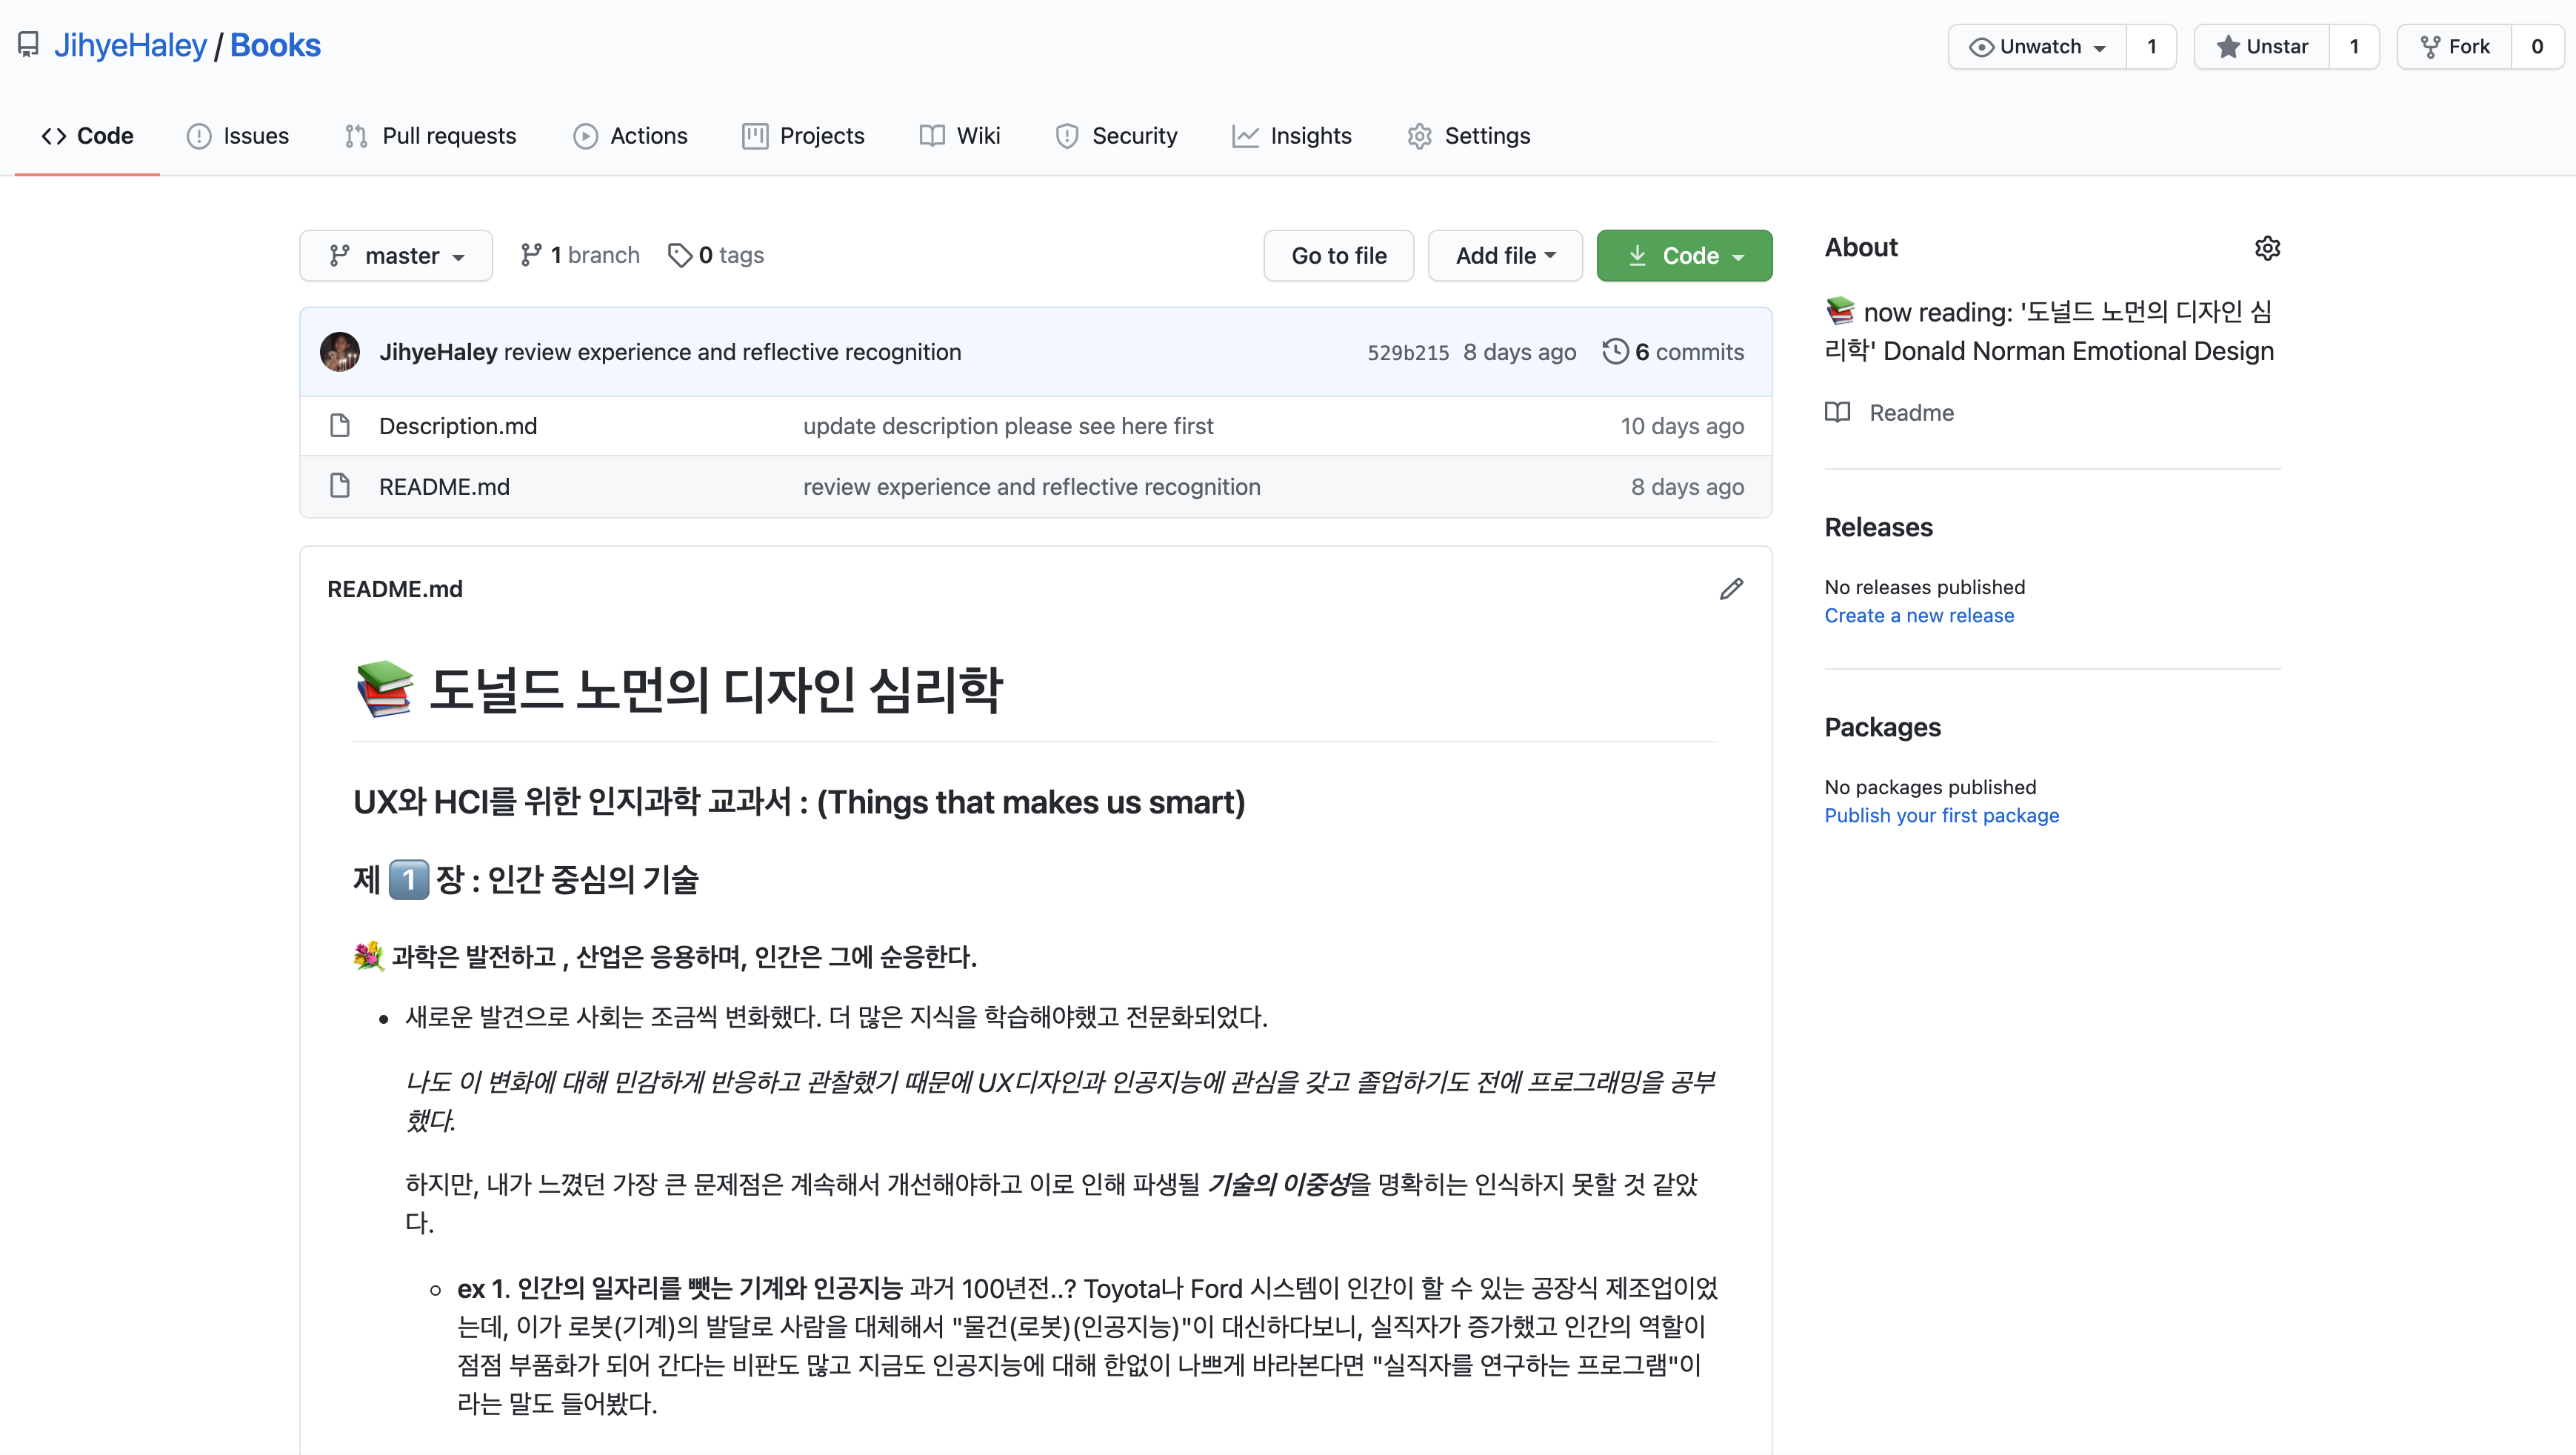 JihyeHaley / Books
Unwatch 1
Unstar 1
Fork 0
Code
Issues
Pull requests
Actions
Projects
Wiki
Security
Insights
Settings
master
1 branch
0 tags
Go to file
Add file
Code
JihyeHaley review experience and reflective recognition 529b215 8 days ago 6 commits
Description.md update description please see here first 10 days ago
README.md review experience and reflective recognition 8 days ago
README.md
📚 도널드 노먼의 디자인 심리학
UX와 HCI를 위한 인지과학 교과서 : (Things that makes us smart)
제 1️⃣ 장 : 인간 중심의 기술
💐 과학은 발전하고 , 산업은 응용하며, 인간은 그에 순응한다.
새로운 발견으로 사회는 조금씩 변화했다. 더 많은 지식을 학습해야했고 전문화되었다.
나도 이 변화에 대해 민감하게 반응하고 관찰했기 때문에 UX디자인과 인공지능에 관심을 갖고 졸업하기도 전에 프로그래밍을 공부
했다.
하지만, 내가 느꼈던 가장 큰 문제점은 계속해서 개선해야하고 이로 인해 파생될 기술의 이중성을 명확히는 인식하지 못할 것 같았
다.
ex 1. 인간의 일자리를 뺏는 기계와 인공지능 과거 100년전..? Toyota나 Ford 시스템이 인간이 할 수 있는 공장식 제조업이었
는데, 이가 로봇(기계)의 발달로 사람을 대체해서 "물건(로봇)(인공지능)"이 대신하다보니, 실직자가 증가했고 인간의 역할이
점점 부품화가 되어 간다는 비판도 많고 지금도 인공지능에 대해 한없이 나쁘게 바라본다면 "실직자를 연구하는 프로그램"이
라는 말도 들어봤다.
About
📚 now reading: '도널드 노먼의 디자인 심
리학' Donald Norman Emotional Design
Readme
Releases
No releases published
Create a new release
Packages
No packages published
Publish your first package